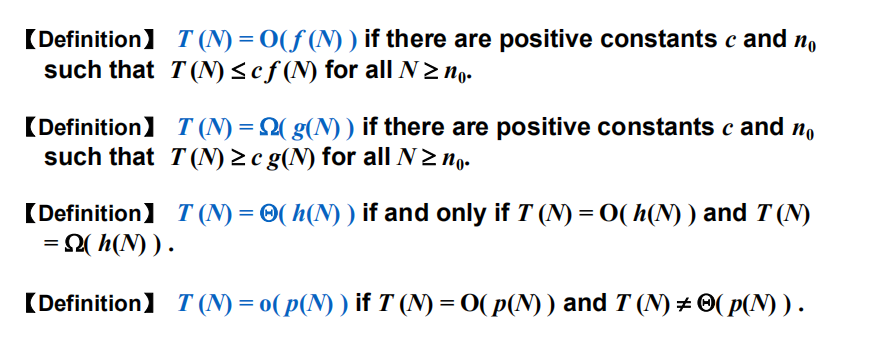 【Definition】 T (N) = O( f (N) ) if there are positive constants c and n₀
such that T (N) ≤ c f (N) for all N ≥ n₀.
【Definition】 T (N) = Ω( g(N) ) if there are positive constants c and n₀
such that T (N) ≥ c g(N) for all N ≥ n₀.
【Definition】 T (N) = Θ( h(N) ) if and only if T (N) = O( h(N) ) and T (N)
= Ω( h(N) ) .
【Definition】 T (N) = o( p(N) ) if T (N) = O( p(N) ) and T (N) ≠ Θ( p(N) ) .